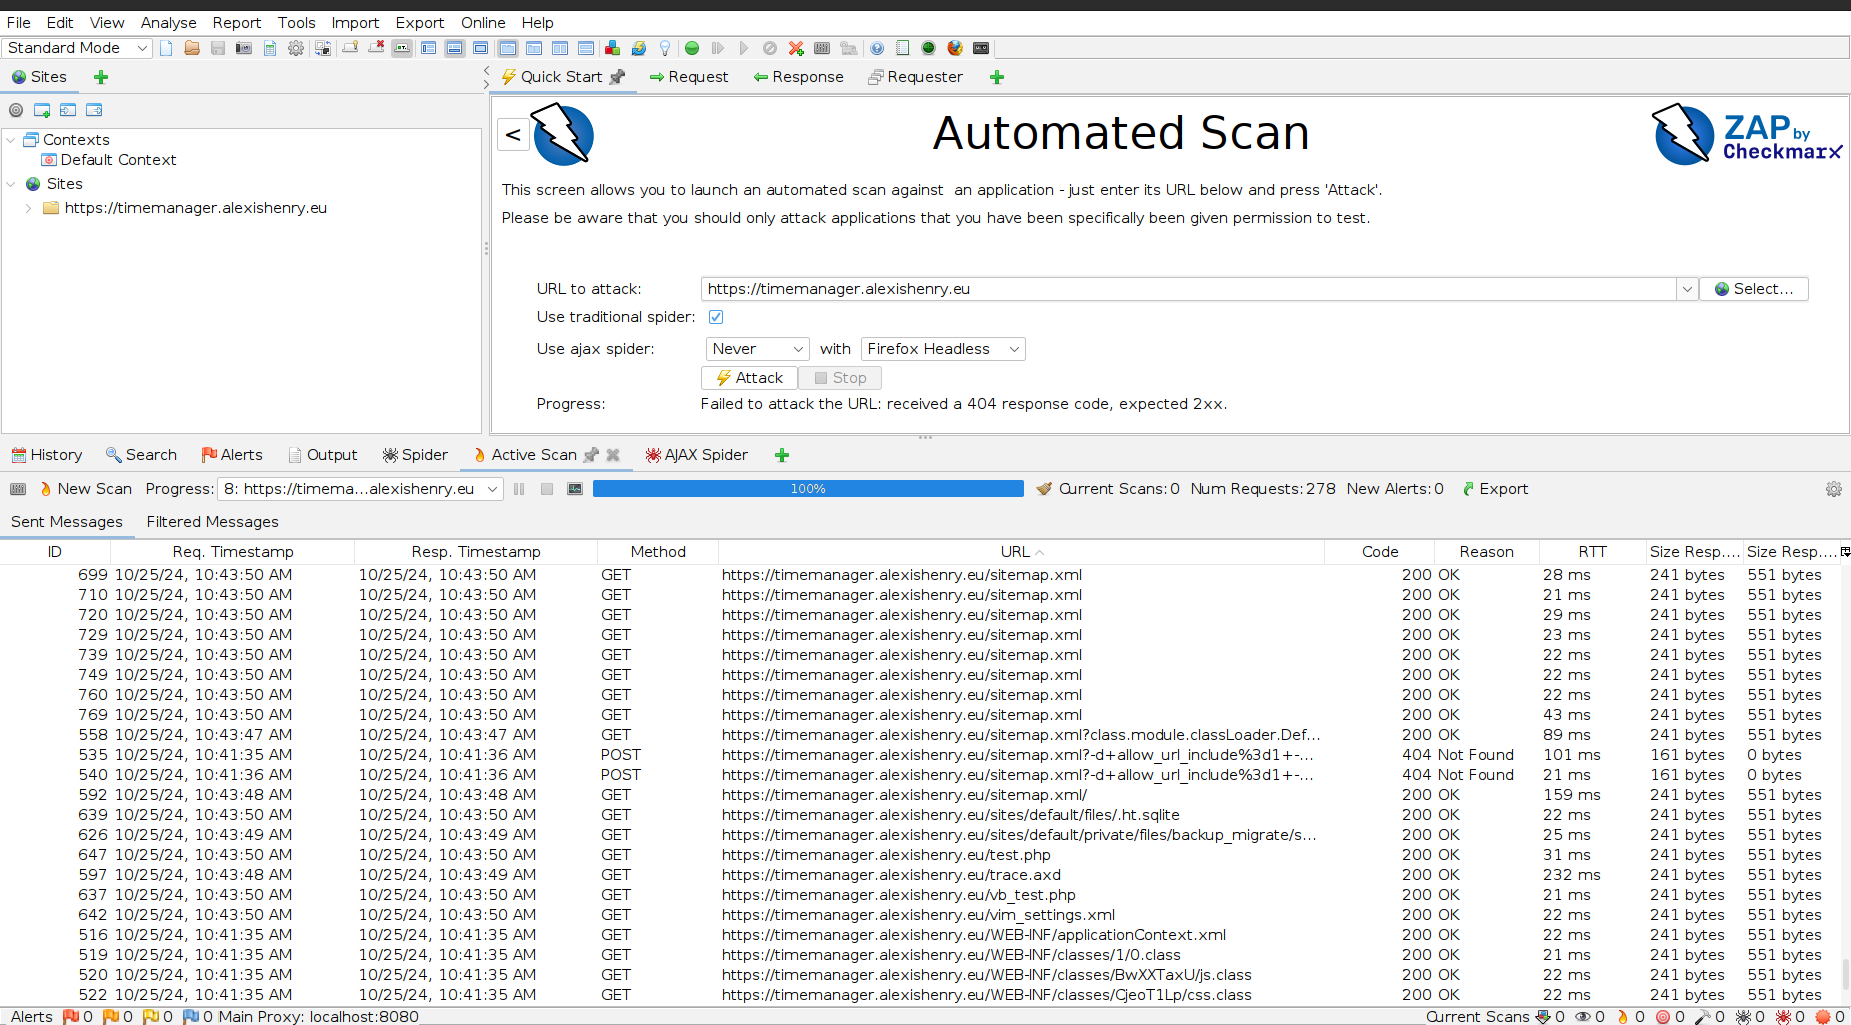 File Edit View Analyse Report Tools Import Export Online Help
Standard Mode
Sites
Quick Start Request Response Requester
<
Automated Scan
ZAP by Checkmarx
Contexts
Default Context
Sites
https://timemanager.alexishenry.eu
This screen allows you to launch an automated scan against  an application - just enter its URL below and press 'Attack'.
Please be aware that you should only attack applications that you have been specifically been given permission to test.
URL to attack: https://timemanager.alexishenry.eu Select...
Use traditional spider:
Use ajax spider: Never with Firefox Headless
Attack Stop
Progress: Failed to attack the URL: received a 404 response code, expected 2xx.
History Search Alerts Output Spider Active Scan AJAX Spider
New Scan Progress: 8: https://timema...alexishenry.eu 100% Current Scans: 0 Num Requests: 278 New Alerts: 0 Export
Sent Messages Filtered Messages
ID Req. Timestamp Resp. Timestamp Method URL Code Reason RTT Size Resp.... Size Resp....
699 10/25/24, 10:43:50 AM 10/25/24, 10:43:50 AM GET https://timemanager.alexishenry.eu/sitemap.xml 200 OK 28 ms 241 bytes 551 bytes
710 10/25/24, 10:43:50 AM 10/25/24, 10:43:50 AM GET https://timemanager.alexishenry.eu/sitemap.xml 200 OK 21 ms 241 bytes 551 bytes
720 10/25/24, 10:43:50 AM 10/25/24, 10:43:50 AM GET https://timemanager.alexishenry.eu/sitemap.xml 200 OK 29 ms 241 bytes 551 bytes
729 10/25/24, 10:43:50 AM 10/25/24, 10:43:50 AM GET https://timemanager.alexishenry.eu/sitemap.xml 200 OK 23 ms 241 bytes 551 bytes
739 10/25/24, 10:43:50 AM 10/25/24, 10:43:50 AM GET https://timemanager.alexishenry.eu/sitemap.xml 200 OK 22 ms 241 bytes 551 bytes
749 10/25/24, 10:43:50 AM 10/25/24, 10:43:50 AM GET https://timemanager.alexishenry.eu/sitemap.xml 200 OK 22 ms 241 bytes 551 bytes
760 10/25/24, 10:43:50 AM 10/25/24, 10:43:50 AM GET https://timemanager.alexishenry.eu/sitemap.xml 200 OK 22 ms 241 bytes 551 bytes
769 10/25/24, 10:43:50 AM 10/25/24, 10:43:50 AM GET https://timemanager.alexishenry.eu/sitemap.xml 200 OK 43 ms 241 bytes 551 bytes
558 10/25/24, 10:43:47 AM 10/25/24, 10:43:47 AM GET https://timemanager.alexishenry.eu/sitemap.xml?class.module.classLoader.Def... 200 OK 89 ms 241 bytes 551 bytes
535 10/25/24, 10:41:35 AM 10/25/24, 10:41:36 AM POST https://timemanager.alexishenry.eu/sitemap.xml?-d+allow_url_include%3d1+-... 404 Not Found 101 ms 161 bytes 0 bytes
540 10/25/24, 10:41:36 AM 10/25/24, 10:41:36 AM POST https://timemanager.alexishenry.eu/sitemap.xml?-d+allow_url_include%3d1+-... 404 Not Found 21 ms 161 bytes 0 bytes
592 10/25/24, 10:43:48 AM 10/25/24, 10:43:48 AM GET https://timemanager.alexishenry.eu/sitemap.xml/ 200 OK 159 ms 241 bytes 551 bytes
639 10/25/24, 10:43:50 AM 10/25/24, 10:43:50 AM GET https://timemanager.alexishenry.eu/sites/default/files/.ht.sqlite 200 OK 22 ms 241 bytes 551 bytes
626 10/25/24, 10:43:49 AM 10/25/24, 10:43:49 AM GET https://timemanager.alexishenry.eu/sites/default/private/files/backup_migrate/s... 200 OK 25 ms 241 bytes 551 bytes
647 10/25/24, 10:43:50 AM 10/25/24, 10:43:50 AM GET https://timemanager.alexishenry.eu/test.php 200 OK 31 ms 241 bytes 551 bytes
597 10/25/24, 10:43:48 AM 10/25/24, 10:43:49 AM GET https://timemanager.alexishenry.eu/trace.axd 200 OK 232 ms 241 bytes 551 bytes
637 10/25/24, 10:43:50 AM 10/25/24, 10:43:50 AM GET https://timemanager.alexishenry.eu/vb_test.php 200 OK 21 ms 241 bytes 551 bytes
642 10/25/24, 10:43:50 AM 10/25/24, 10:43:50 AM GET https://timemanager.alexishenry.eu/vim_settings.xml 200 OK 22 ms 241 bytes 551 bytes
516 10/25/24, 10:41:35 AM 10/25/24, 10:41:35 AM GET https://timemanager.alexishenry.eu/WEB-INF/applicationContext.xml 200 OK 22 ms 241 bytes 551 bytes
519 10/25/24, 10:41:35 AM 10/25/24, 10:41:35 AM GET https://timemanager.alexishenry.eu/WEB-INF/classes/1/0.class 200 OK 21 ms 241 bytes 551 bytes
520 10/25/24, 10:41:35 AM 10/25/24, 10:41:35 AM GET https://timemanager.alexishenry.eu/WEB-INF/classes/BwXXTaxU/js.class 200 OK 22 ms 241 bytes 551 bytes
522 10/25/24, 10:41:35 AM 10/25/24, 10:41:35 AM GET https://timemanager.alexishenry.eu/WEB-INF/classes/CjeoT1Lp/css.class 200 OK 22 ms 241 bytes 551 bytes
Alerts 0 0 0 0 Main Proxy: localhost:8080 Current Scans 0 0 0 0 0 0 0 0